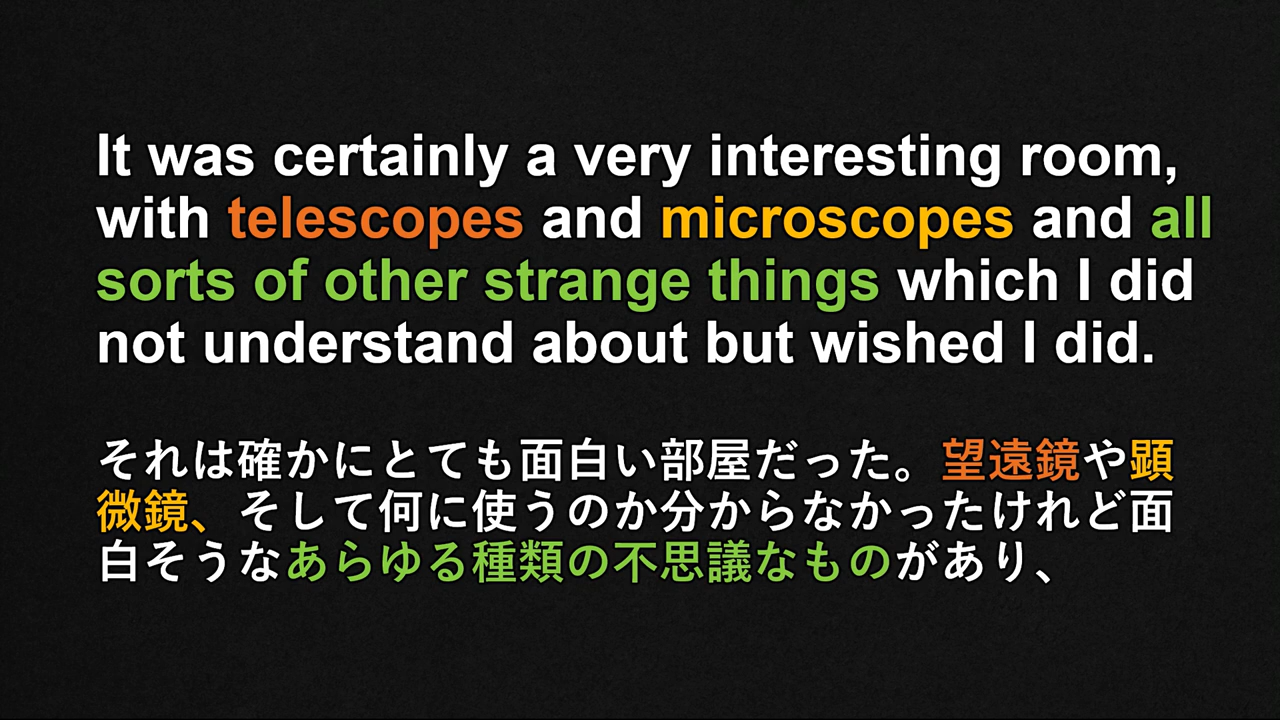 It was certainly a very interesting room,
with telescopes and microscopes and all
sorts of other strange things which I did
not understand about but wished I did.
それは確かにとても面白い部屋だった。望遠鏡や顕
微鏡、そして何に使うのか分からなかったけれど面
白そうなあらゆる種類の不思議なものがあり、